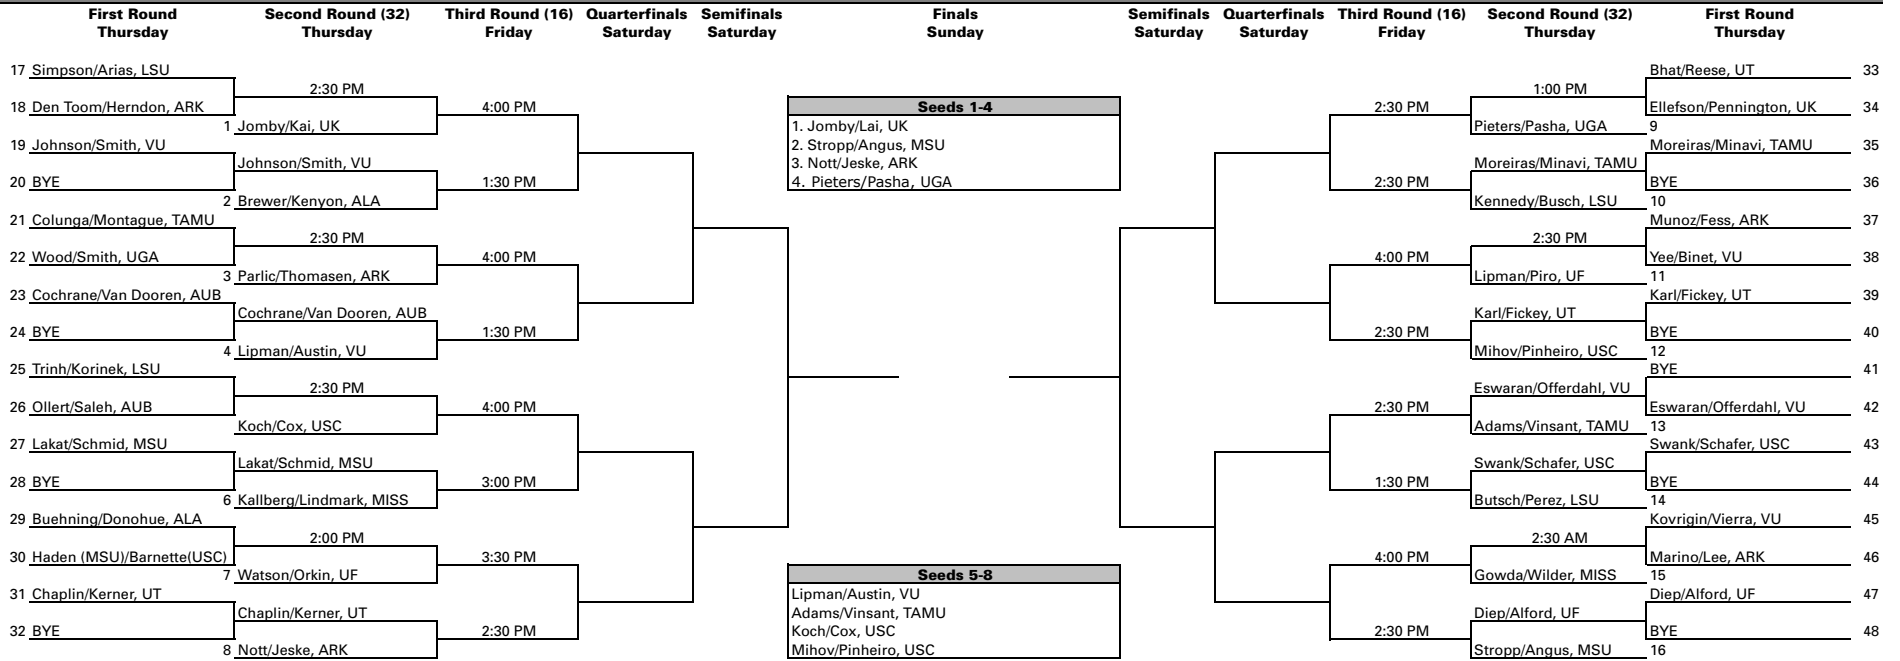 First Round Second Round (32) Third Round (16) Quarterfinals Semifinals Finals Semifinals Quarterfinals Third Round (16) Second Round (32) First Round
Thursday Thursday Friday Saturday Saturday Sunday Saturday Saturday Friday Thursday Thursday
17 Simpson/Arias, LSU
2:30 PM
18 Den Toom/Herndon, ARK
4:00 PM
1 Jomby/Kai, UK
19 Johnson/Smith, VU
Johnson/Smith, VU
20 BYE
1:30 PM
2 Brewer/Kenyon, ALA
21 Colunga/Montague, TAMU
2:30 PM
22 Wood/Smith, UGA
4:00 PM
3 Parlic/Thomasen, ARK
23 Cochrane/Van Dooren, AUB
Cochrane/Van Dooren, AUB
24 BYE
1:30 PM
4 Lipman/Austin, VU
25 Trinh/Korinek, LSU
2:30 PM
26 Ollert/Saleh, AUB
4:00 PM
Koch/Cox, USC
27 Lakat/Schmid, MSU
Lakat/Schmid, MSU
28 BYE
3:00 PM
6 Kallberg/Lindmark, MISS
29 Buehning/Donohue, ALA
2:00 PM
30 Haden (MSU)/Barnette(USC)
3:30 PM
7 Watson/Orkin, UF
31 Chaplin/Kerner, UT
Chaplin/Kerner, UT
32 BYE
2:30 PM
8 Nott/Jeske, ARK
Seeds 1-4
1. Jomby/Lai, UK
2. Stropp/Angus, MSU
3. Nott/Jeske, ARK
4. Pieters/Pasha, UGA
Seeds 5-8
Lipman/Austin, VU
Adams/Vinsant, TAMU
Koch/Cox, USC
Mihov/Pinheiro, USC
Bhat/Reese, UT 33
1:00 PM
2:30 PM
Ellefson/Pennington, UK 34
Pieters/Pasha, UGA 9
Moreiras/Minavi, TAMU 35
Moreiras/Minavi, TAMU
2:30 PM
BYE 36
Kennedy/Busch, LSU 10
Munoz/Fess, ARK 37
2:30 PM
4:00 PM
Yee/Binet, VU 38
Lipman/Piro, UF 11
Karl/Fickey, UT 39
Karl/Fickey, UT
2:30 PM
BYE 40
Mihov/Pinheiro, USC 12
BYE 41
Eswaran/Offerdahl, VU
2:30 PM
Eswaran/Offerdahl, VU 42
Adams/Vinsant, TAMU 13
Swank/Schafer, USC 43
Swank/Schafer, USC
1:30 PM
BYE 44
Butsch/Perez, LSU 14
Kovrigin/Vierra, VU 45
2:30 AM
4:00 PM
Marino/Lee, ARK 46
Gowda/Wilder, MISS 15
Diep/Alford, UF 47
Diep/Alford, UF
2:30 PM
BYE 48
Stropp/Angus, MSU 16